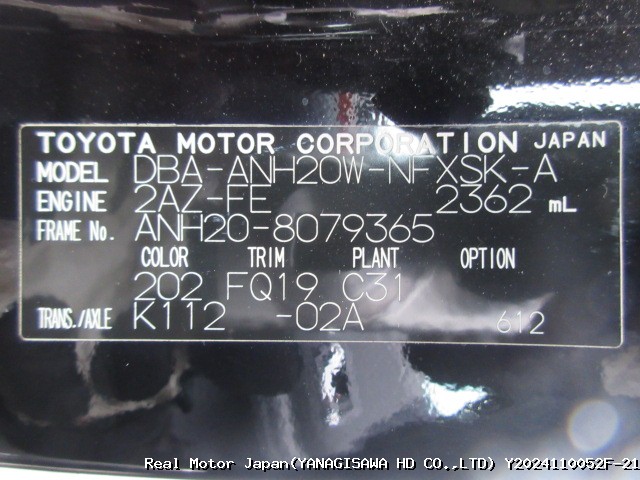 TOYOTA MOTOR CORPORATION JAPAN
MODEL DBA-ANH20W-NFXSK-A
ENGINE 2AZ-FE 2362 mL
FRAME No. ANH20-8079365
COLOR TRIM PLANT OPTION
202 FQ19 C31
TRANS./AXLE K112 -02A 612
Real Motor Japan(YANAGISAWA HD CO.,LTD) Y2024110052F-21